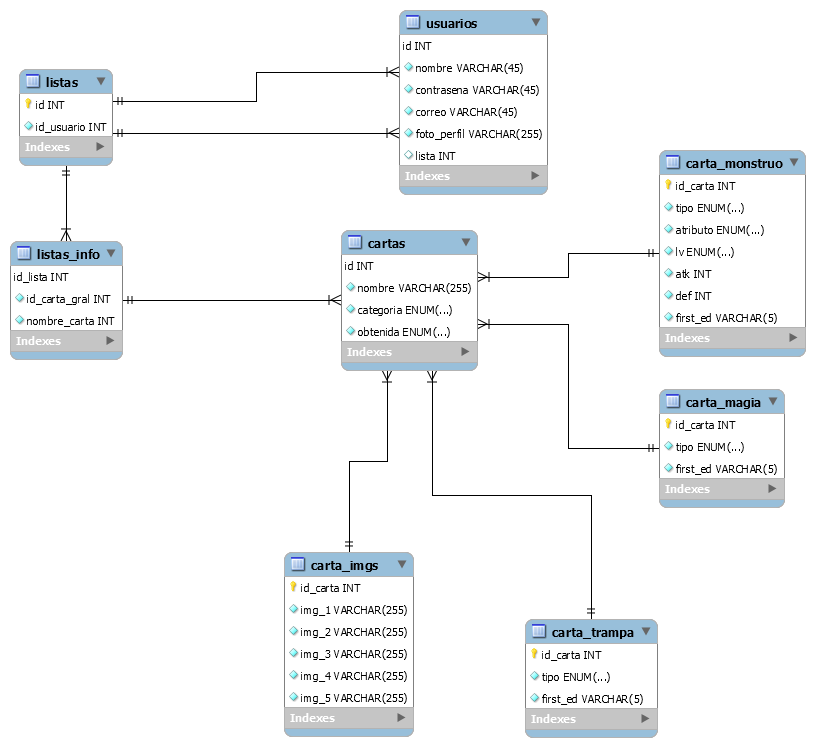 usuarios
id INT
nombre VARCHAR(45)
contrasena VARCHAR(45)
correo VARCHAR(45)
foto_perfil VARCHAR(255)
lista INT
Indexes
listas
id INT
id_usuario INT
Indexes
listas_info
id_lista INT
id_carta_gral INT
nombre_carta INT
Indexes
cartas
id INT
nombre VARCHAR(255)
categoria ENUM(...)
obtenida ENUM(...)
Indexes
carta_monstruo
id_carta INT
tipo ENUM(...)
atributo ENUM(...)
lv ENUM(...)
atk INT
def INT
first_ed VARCHAR(5)
Indexes
carta_magia
id_carta INT
tipo ENUM(...)
first_ed VARCHAR(5)
Indexes
carta_imgs
id_carta INT
img_1 VARCHAR(255)
img_2 VARCHAR(255)
img_3 VARCHAR(255)
img_4 VARCHAR(255)
img_5 VARCHAR(255)
Indexes
carta_trampa
id_carta INT
tipo ENUM(...)
first_ed VARCHAR(5)
Indexes